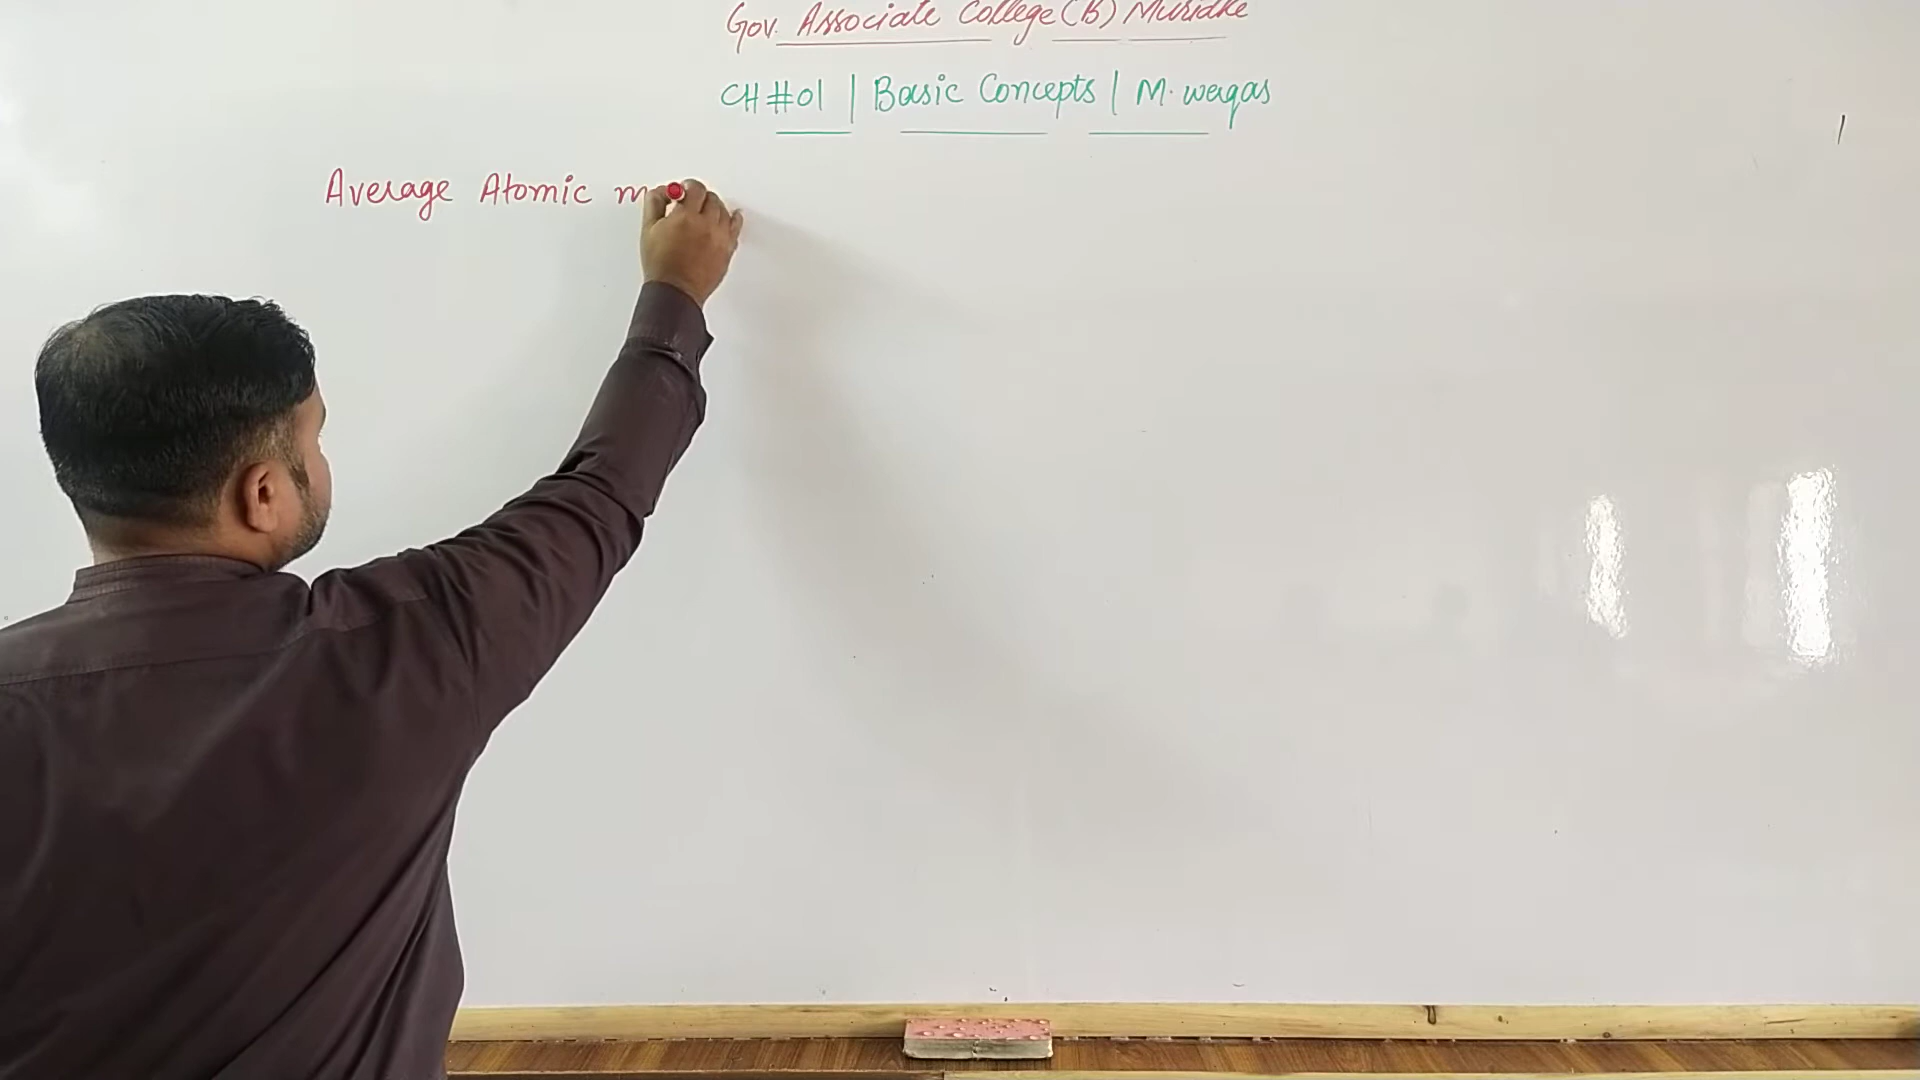 Gov. Associate College (B) Muridke
CH #01 | Basic Concepts | M. waqas
Average Atomic m